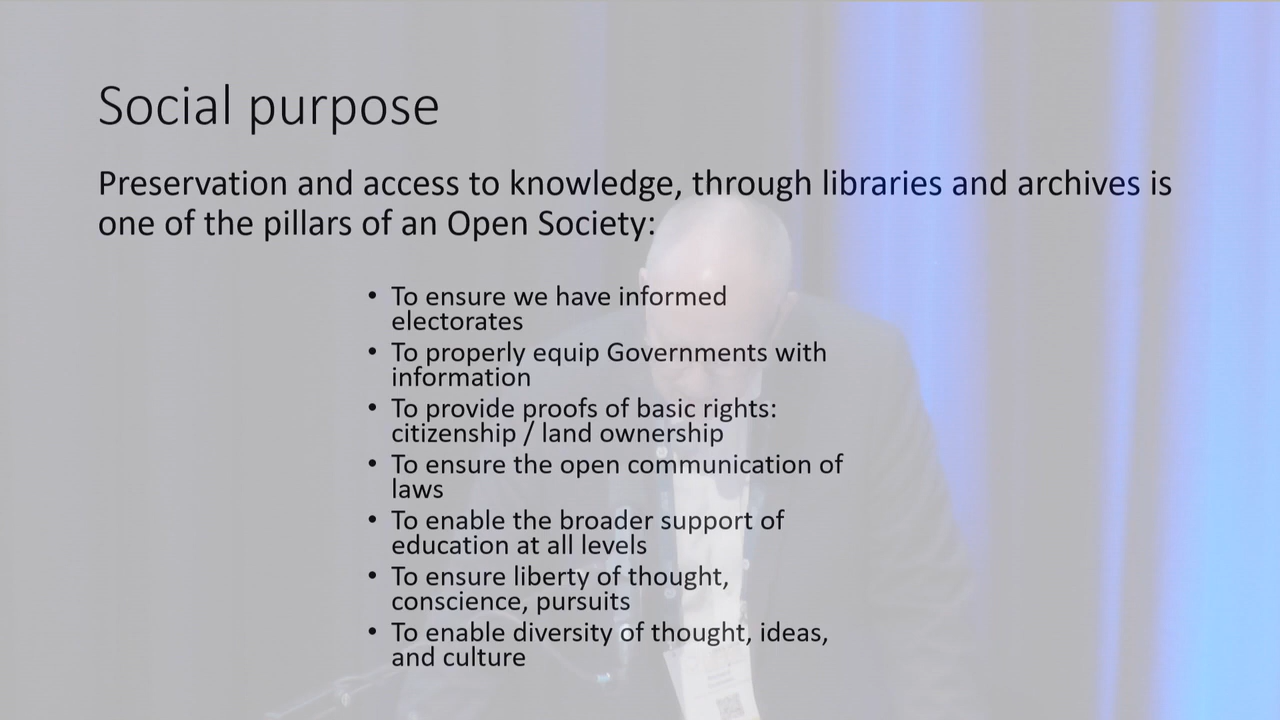 Social purpose
Preservation and access to knowledge, through libraries and archives is
one of the pillars of an Open Society:
• To ensure we have informed
electorates
• To properly equip Governments with
information
• To provide proofs of basic rights:
citizenship / land ownership
• To ensure the open communication of
laws
• To enable the broader support of
education at all levels
• To ensure liberty of thought,
conscience, pursuits
• To enable diversity of thought, ideas,
and culture